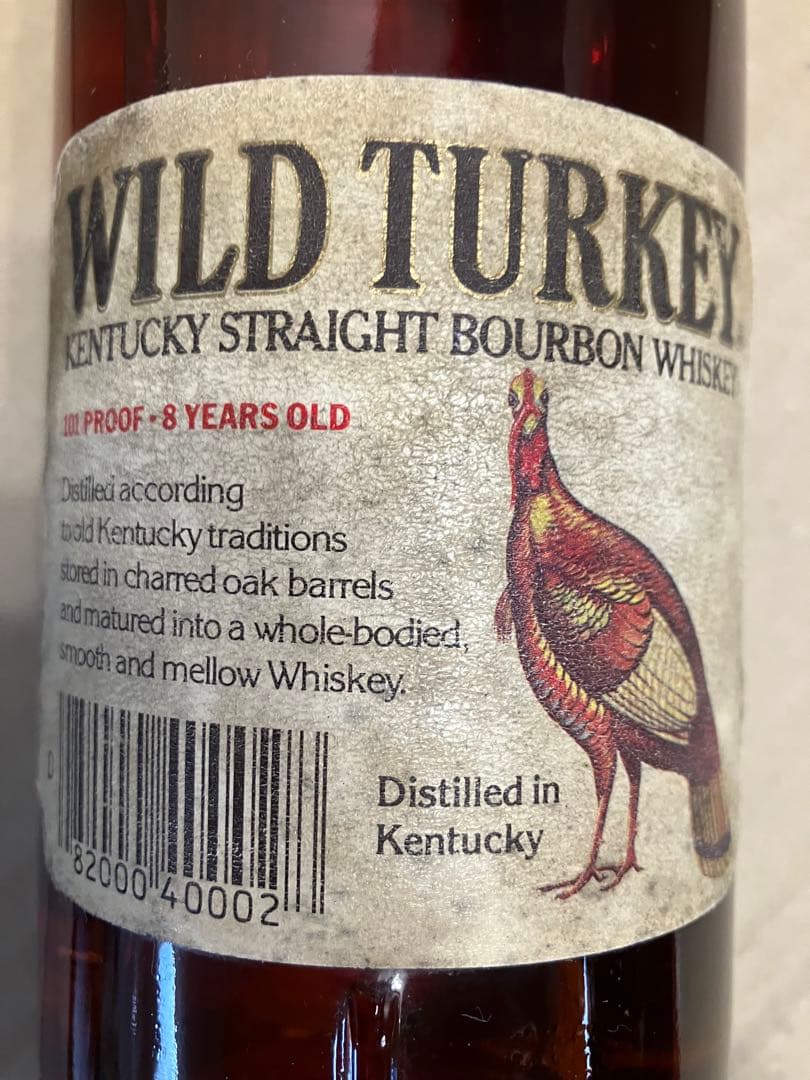 WILD TURKEY
KENTUCKY STRAIGHT BOURBON WHISKEY
101 PROOF • 8 YEARS OLD
Distilled according
to old Kentucky traditions
stored in charred oak barrels
and matured into a whole-bodied,
smooth and mellow Whiskey.
D
82000 40002
Distilled in
Kentucky